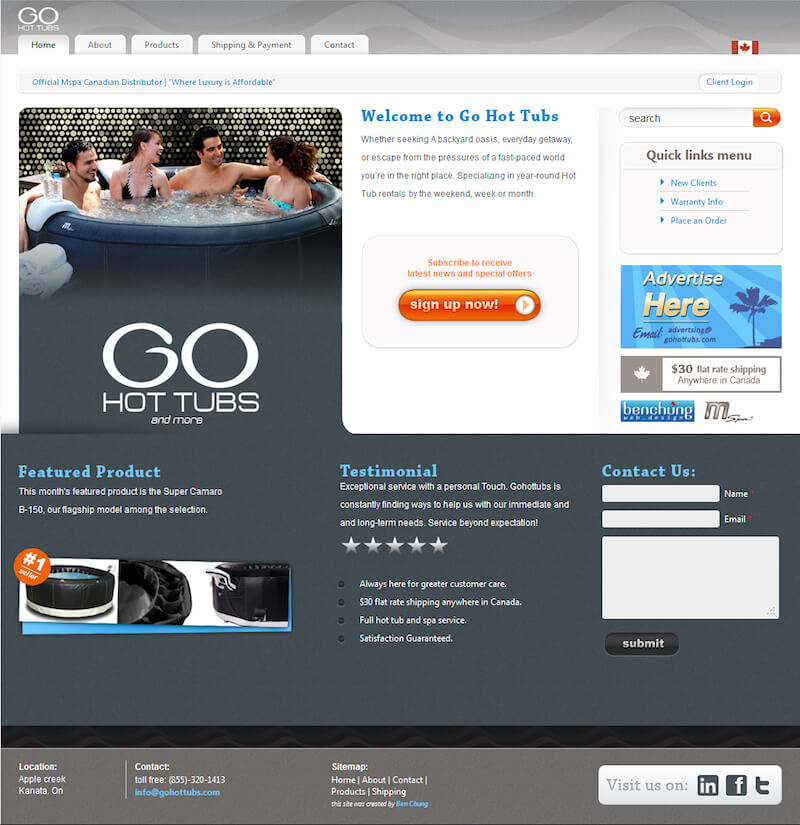 GO
HOT TUBS
Home
About
Products
Shipping & Payment
Contact
Official Mspa Canadian Distributor | "Where Luxury is Affordable"
Client Login
GO
HOT TUBS
and more
Welcome to Go Hot Tubs
Whether seeking A backyard oasis, everyday getaway,
or escape from the pressures of a fast-paced world
you're in the right place. Specializing in year-round Hot
Tub rentals by the weekend, week or month.
Subscribe to receive
latest news and special offers
sign up now!
search
Quick links menu
New Clients
Warranty Info
Place an Order
Advertise
Here
Email: advertsing@
gohottubs.com
$30 flat rate shipping
Anywhere in Canada
benchung
web_design
MSpa
Featured Product
This month's featured product is the Super Camaro
B-150, our flagship model among the selection.
#1
seller
Testimonial
Exceptional service with a personal Touch. Gohottubs is
constantly finding ways to help us with our immediate and
and long-term needs. Service beyond expectation!
Always here for greater customer care.
$30 flat rate shipping anywhere in Canada.
Full hot tub and spa service.
Satisfaction Guaranteed.
Contact Us:
Name *
Email *
submit
Location:
Apple creek
Kanata. On
Contact:
toll free: (855)-320-1413
info@gohottubs.com
Sitemap:
Home | About | Contact |
Products | Shipping
this site was created by Ben Chung
Visit us on: